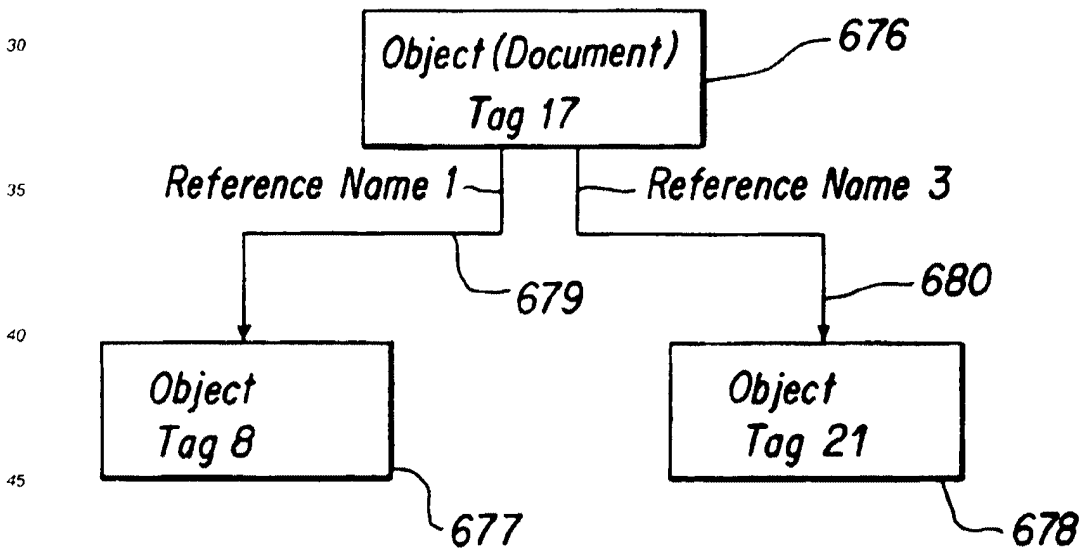 30
Object (Document)
Tag 17
676
35
Reference Name 1
Reference Name 3
679
680
40
Object
Tag 8
Object
Tag 21
45
677
678